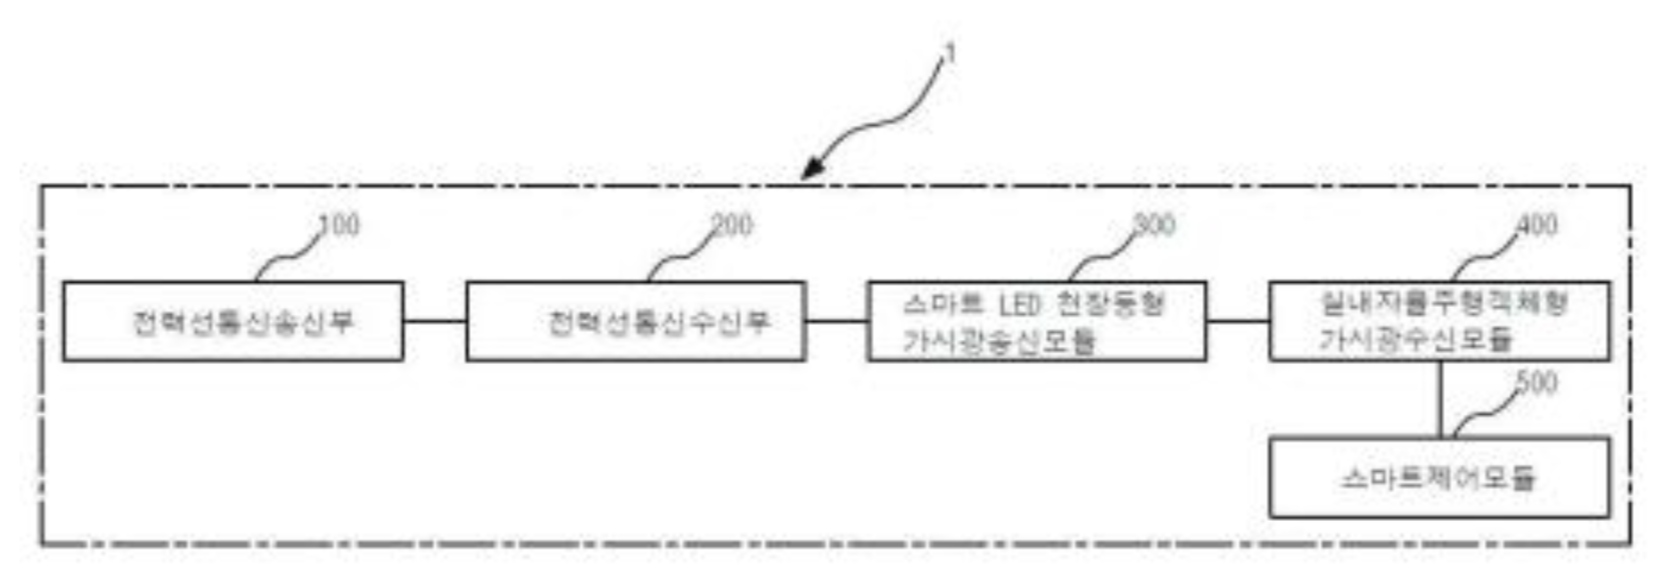 1
100
200
300
400
전력선통신송신부
전력선통신수신부
스마트 LED 천장등형
가시광송신모듈
실내자율주행객체형
가시광수신모듈
500
스마트제어모듈